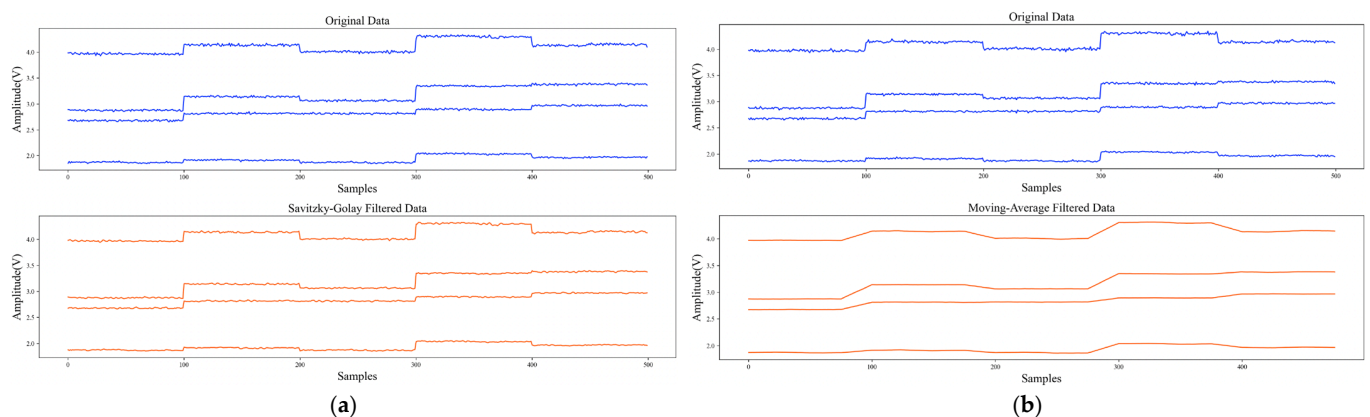 Original Data
Amplitude(V)
4.0
3.5
3.0
2.5
2.0
0 100 200 300 400 500
Samples
Savitzky-Golay Filtered Data
Amplitude(V)
4.0
3.5
3.0
2.5
2.0
0 100 200 300 400 500
Samples
(a)
Original Data
Amplitude(V)
4.0
3.5
3.0
2.5
2.0
0 100 200 300 400 500
Samples
Moving-Average Filtered Data
Amplitude(V)
4.0
3.5
3.0
2.5
2.0
0 100 200 300 400
Samples
(b)